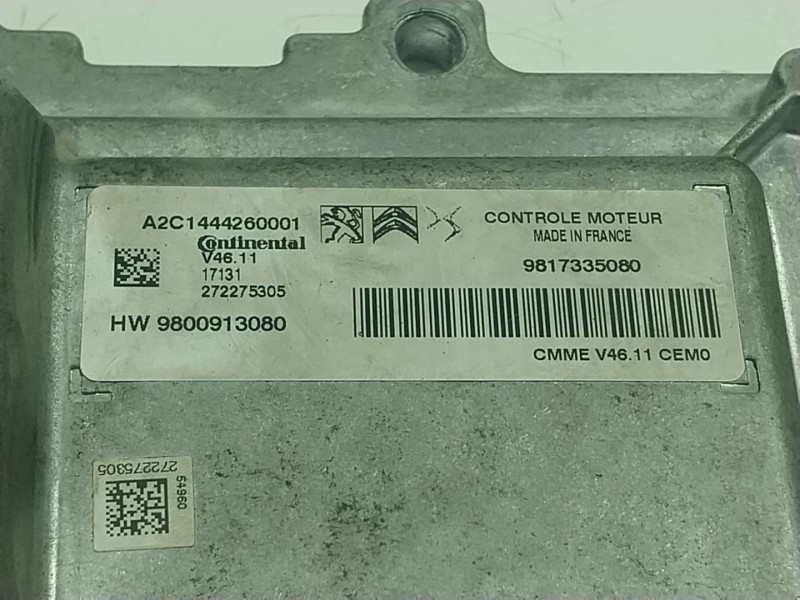 A2C1444260001
Continental
V46.11
17131
272275305
HW 9800913080
CONTROLE MOTEUR
MADE IN FRANCE
9817335080
CMME V46.11 CEM0
272275305
54960